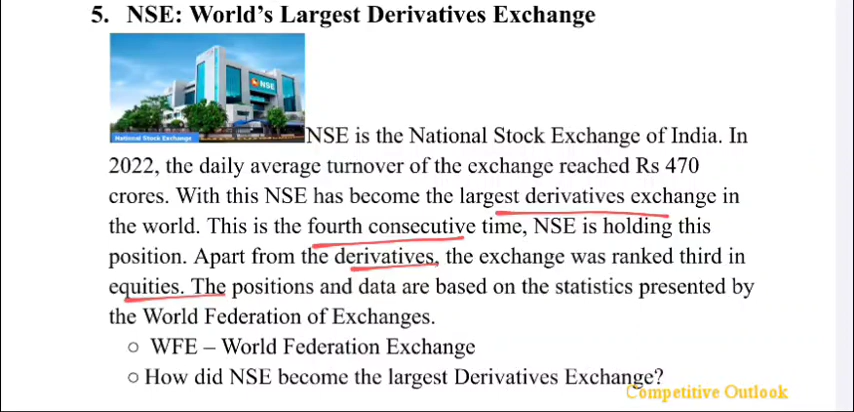 5. NSE: World’s Largest Derivatives Exchange
NSE
National Stock Exchange
NSE is the National Stock Exchange of India. In
2022, the daily average turnover of the exchange reached Rs 470
crores. With this NSE has become the largest derivatives exchange in
the world. This is the fourth consecutive time, NSE is holding this
position. Apart from the derivatives, the exchange was ranked third in
equities. The positions and data are based on the statistics presented by
the World Federation of Exchanges.
○ WFE – World Federation Exchange
○ How did NSE become the largest Derivatives Exchange?
Competitive Outlook